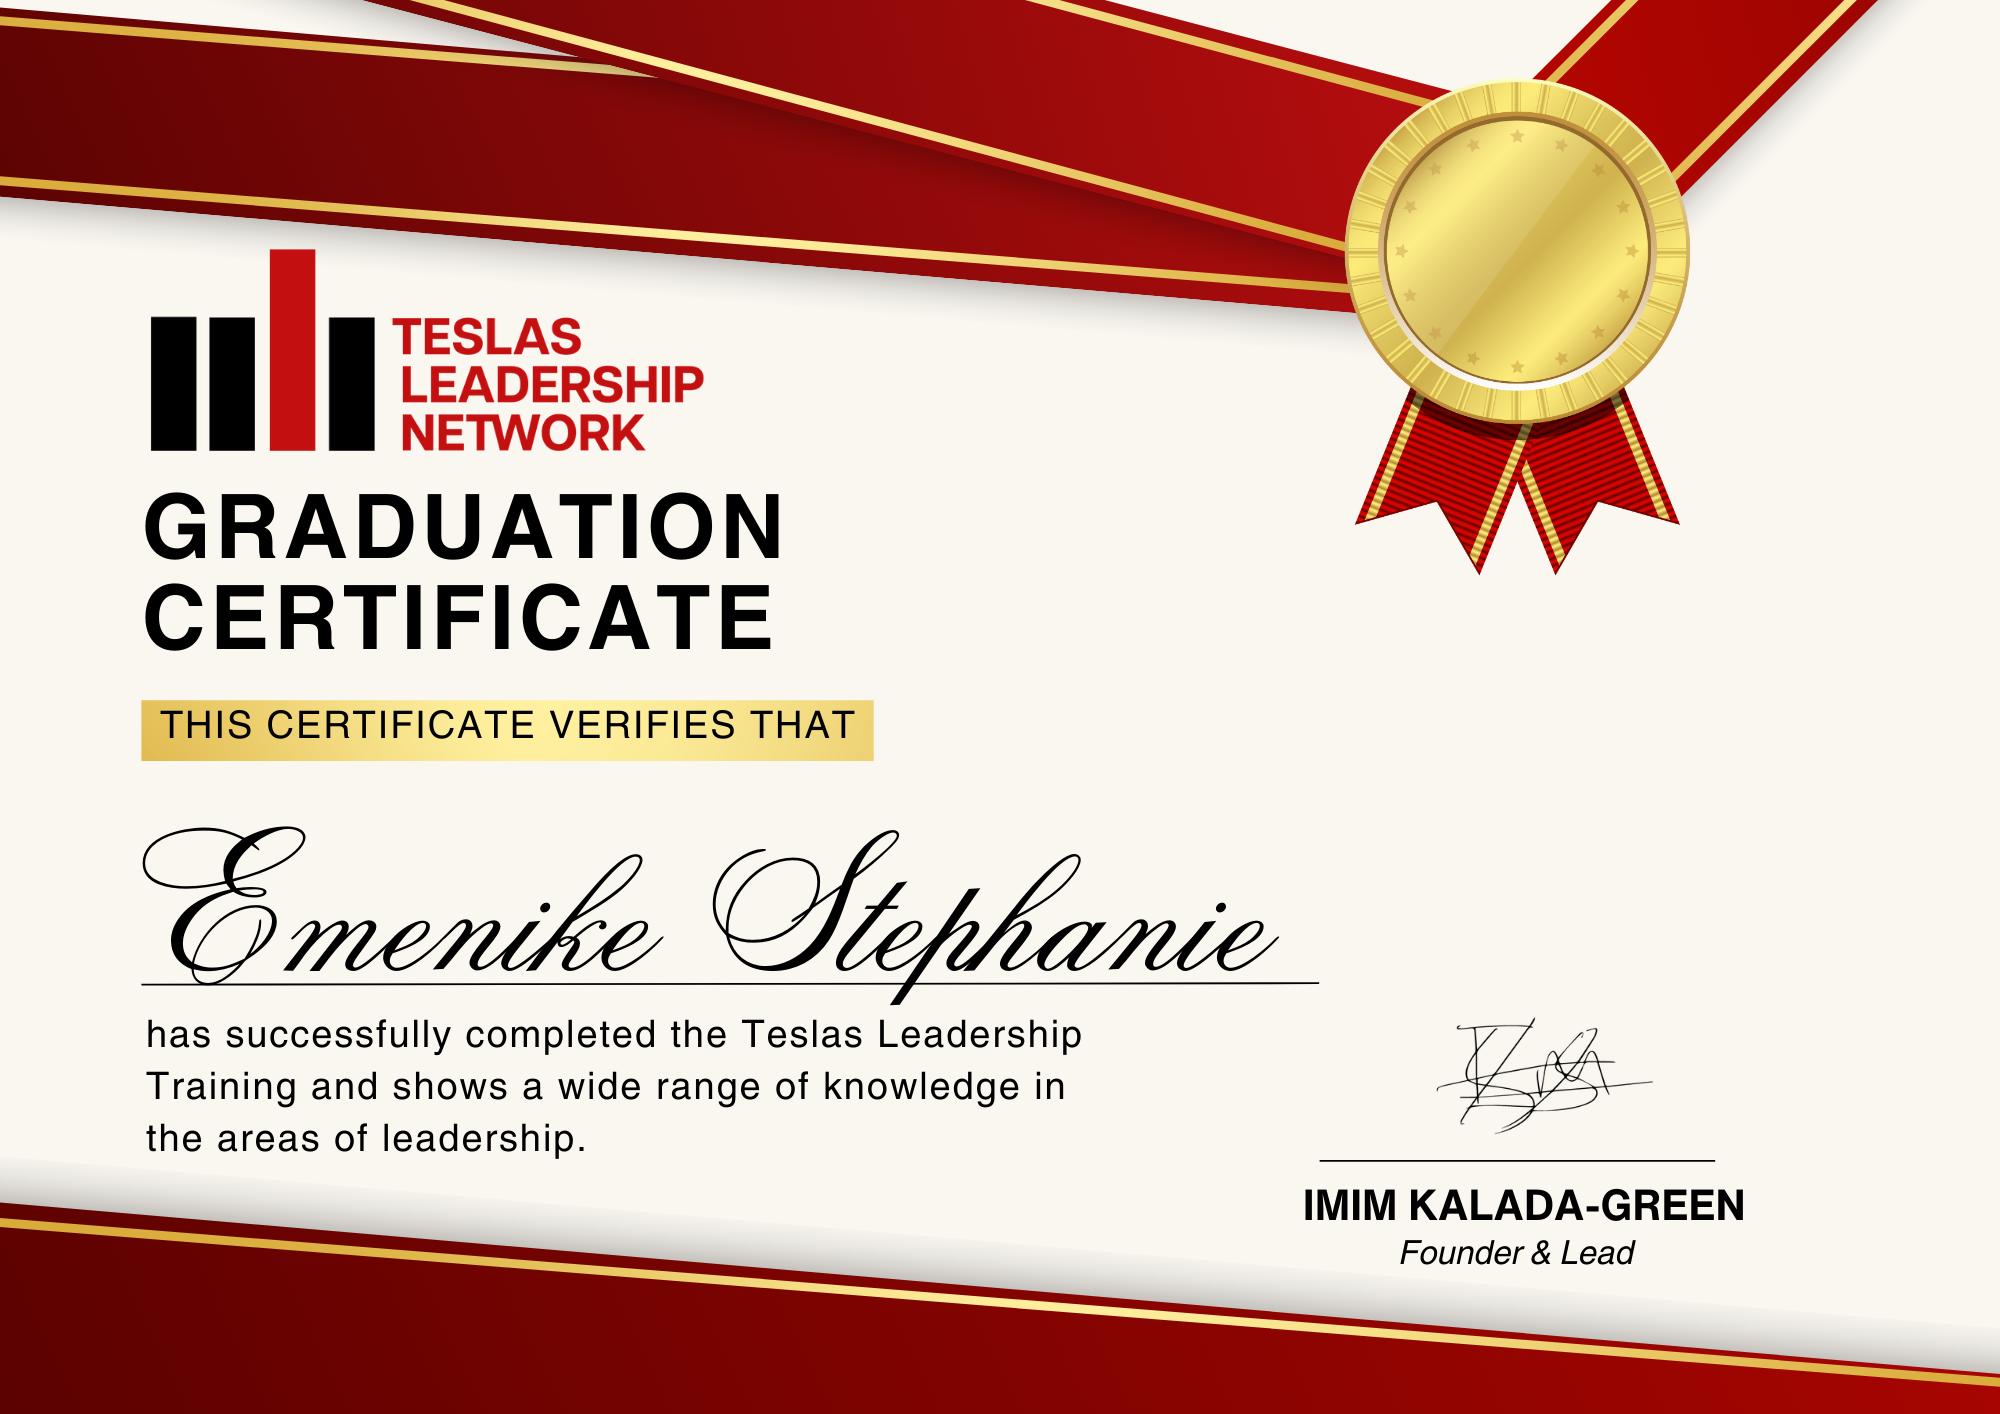 TESLAS
LEADERSHIP
NETWORK
GRADUATION
CERTIFICATE
THIS CERTIFICATE VERIFIES THAT
Emenike Stephanie
has successfully completed the Teslas Leadership
Training and shows a wide range of knowledge in
the areas of leadership.
IMIM KALADA-GREEN
Founder & Lead